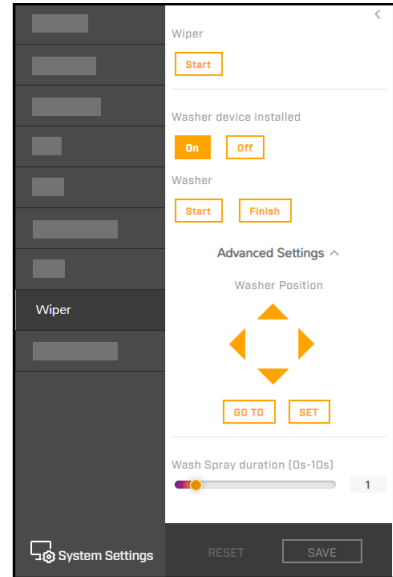 Wiper
Start
Washer device installed
On Off
Washer
Start Finish
Advanced Settings
Washer Position
GO TO SET
Wash Spray duration [0s-10s]
1
Wiper
System Settings
RESET SAVE